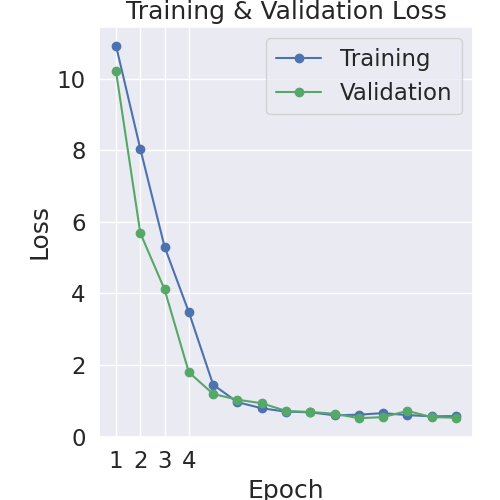 Training & Validation Loss
Training
Validation
Loss
10
8
6
4
2
0
1 2 3 4
Epoch